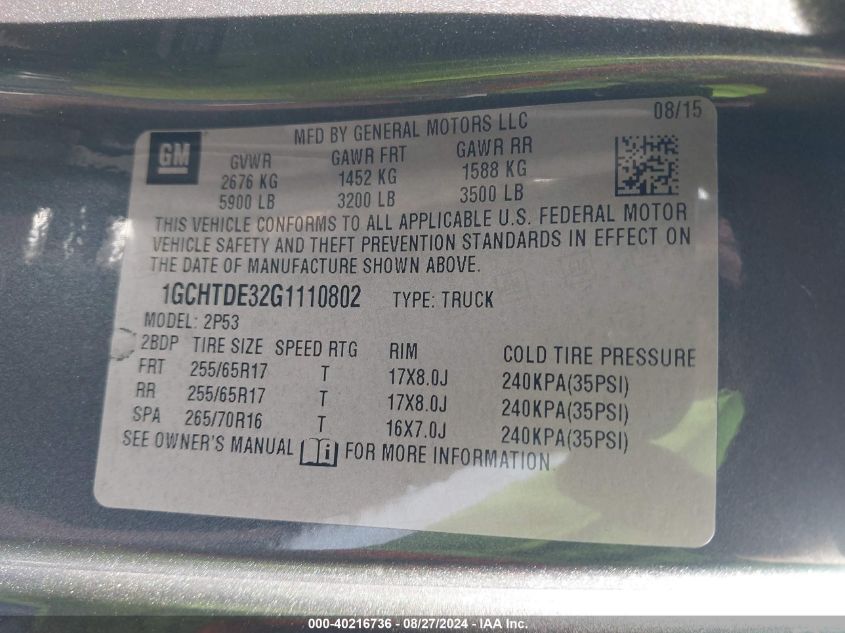 08/15
GM
MFD BY GENERAL MOTORS LLC
GVWR GAWR FRT GAWR RR
2676 KG 1452 KG 1588 KG
5900 LB 3200 LB 3500 LB
THIS VEHICLE CONFORMS TO ALL APPLICABLE U.S. FEDERAL MOTOR
VEHICLE SAFETY AND THEFT PREVENTION STANDARDS IN EFFECT ON
THE DATE OF MANUFACTURE SHOWN ABOVE.
1GCHTDE32G1110802 TYPE: TRUCK
MODEL: 2P53
2BDP TIRE SIZE SPEED RTG RIM COLD TIRE PRESSURE
FRT 255/65R17 T 17X8.0J 240KPA(35PSI)
RR 255/65R17 T 17X8.0J 240KPA(35PSI)
SPA 265/70R16 T 16X7.0J 240KPA(35PSI)
SEE OWNER'S MANUAL i FOR MORE INFORMATION
000-40216736 - 08/27/2024 - IAA Inc.